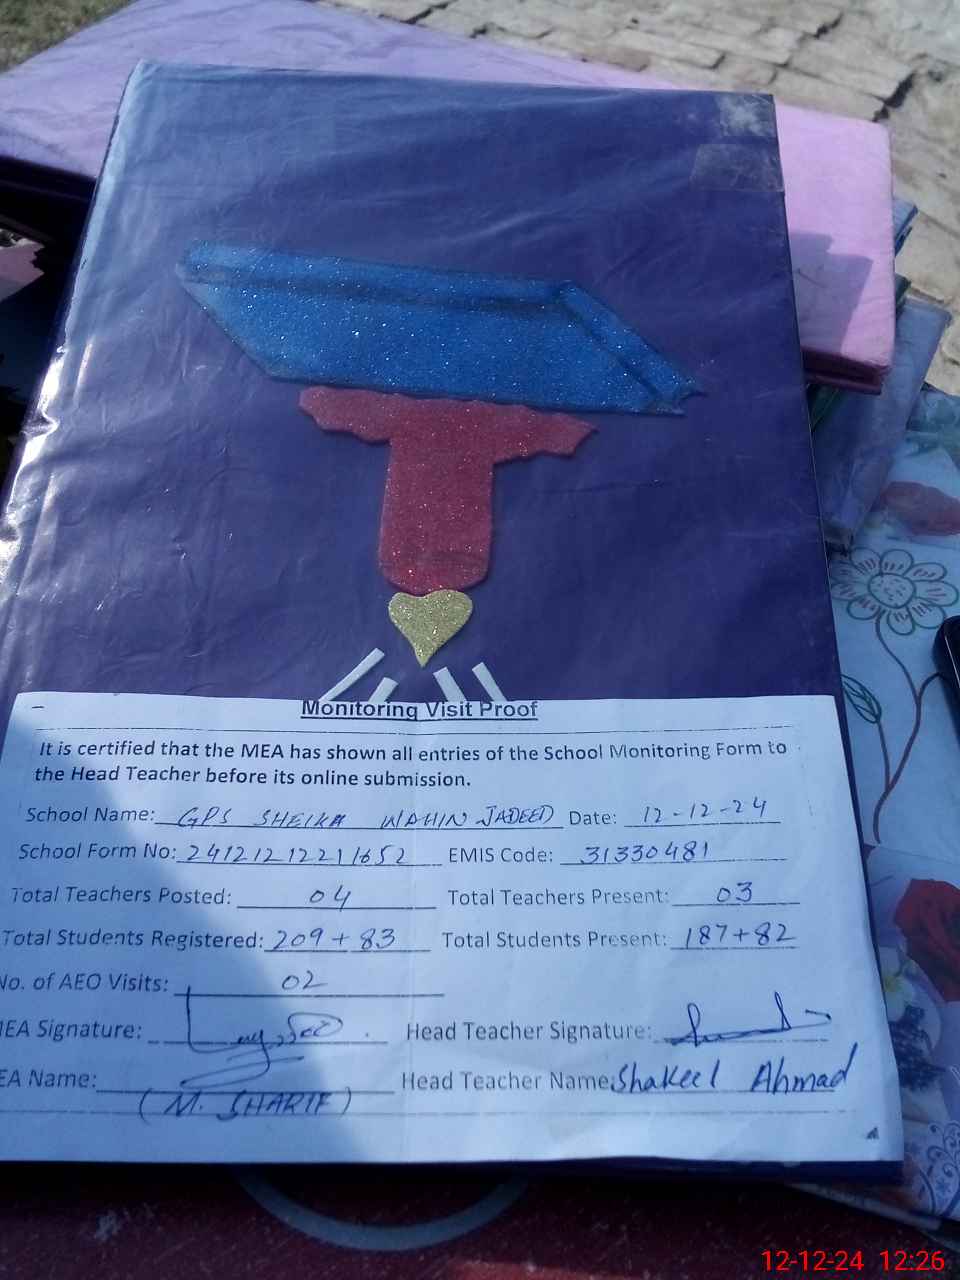 Monitoring Visit Proof
It is certified that the MEA has shown all entries of the School Monitoring Form to
the Head Teacher before its online submission.
School Name: GPS SHEIKH WAHIN JADEED Date: 12-12-24
School Form No: 24121212211652 EMIS Code: 31330481
Total Teachers Posted: 04 Total Teachers Present: 03
Total Students Registered: 209+83 Total Students Present: 187+82
No. of AEO Visits: 02
MEA Signature: Head Teacher Signature:
EA Name: Head Teacher Name: Shakeel Ahmad
(M. SHARIF)
12-12-24 12:26